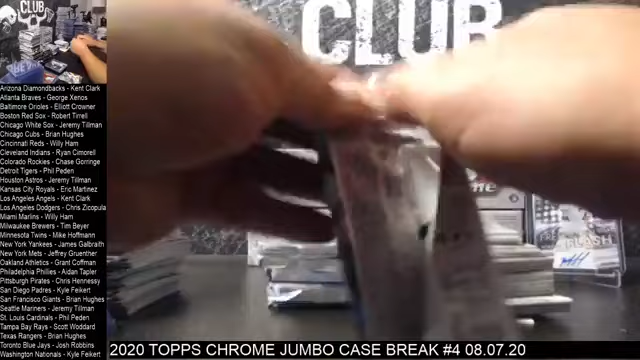 CLUB
CLUB
Arizona Diamondbacks - Kent Clark
Atlanta Braves - George Xenos
Baltimore Orioles - Elliott Crowner
Boston Red Sox - Robert Tirrell
Chicago White Sox - Jeremy Tillman
Chicago Cubs - Brian Hughes
Cincinnati Reds - Willy Ham
Cleveland Indians - Ryan Cimorell
Colorado Rockies - Chase Gorringe
Detroit Tigers - Phil Peden
Houston Astros - Jeremy Tillman
Kansas City Royals - Eric Martinez
Los Angeles Angels - Kent Clark
Los Angeles Dodgers - Chris Zicopula
Miami Marlins - Willy Ham
Milwaukee Brewers - Tim Beyer
Minnesota Twins - Mike Hoffmann
New York Yankees - James Galbraith
New York Mets - Jeffrey Gruenther
Oakland Athletics - Grant Coffman
Philadelphia Phillies - Aidan Tapler
Pittsburgh Pirates - Chris Hennessy
San Diego Padres - Kyle Feikert
San Francisco Giants - Brian Hughes
Seattle Mariners - Jeremy Tillman
St. Louis Cardinals - Phil Peden
Tampa Bay Rays - Scott Woddard
Texas Rangers - Brian Hughes
Toronto Blue Jays - Josh Robbins
Washington Nationals - Kyle Feikert
2020 TOPPS CHROME JUMBO CASE BREAK #4 08.07.20